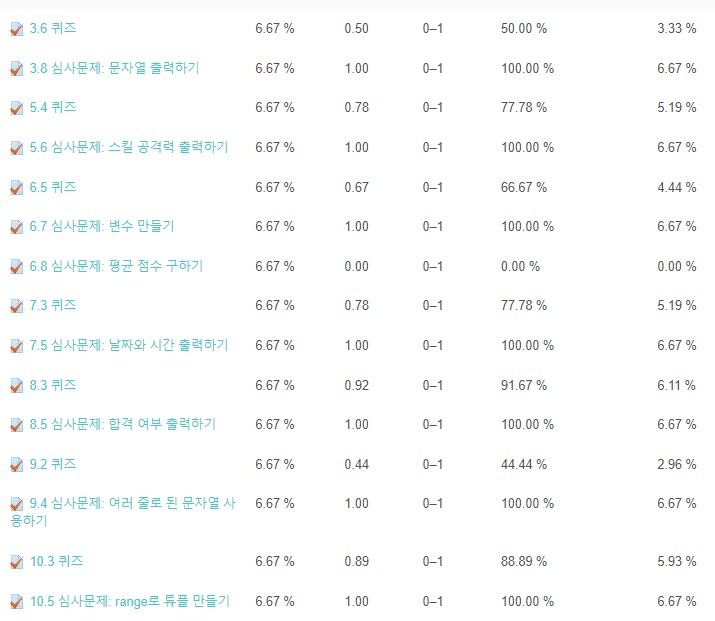 3.6 퀴즈 6.67 % 0.50 0–1 50.00 % 3.33 %
3.8 심사문제: 문자열 출력하기 6.67 % 1.00 0–1 100.00 % 6.67 %
5.4 퀴즈 6.67 % 0.78 0–1 77.78 % 5.19 %
5.6 심사문제: 스킬 공격력 출력하기 6.67 % 1.00 0–1 100.00 % 6.67 %
6.5 퀴즈 6.67 % 0.67 0–1 66.67 % 4.44 %
6.7 심사문제: 변수 만들기 6.67 % 1.00 0–1 100.00 % 6.67 %
6.8 심사문제: 평균 점수 구하기 6.67 % 0.00 0–1 0.00 % 0.00 %
7.3 퀴즈 6.67 % 0.78 0–1 77.78 % 5.19 %
7.5 심사문제: 날짜와 시간 출력하기 6.67 % 1.00 0–1 100.00 % 6.67 %
8.3 퀴즈 6.67 % 0.92 0–1 91.67 % 6.11 %
8.5 심사문제: 합격 여부 출력하기 6.67 % 1.00 0–1 100.00 % 6.67 %
9.2 퀴즈 6.67 % 0.44 0–1 44.44 % 2.96 %
9.4 심사문제: 여러 줄로 된 문자열 사 6.67 % 1.00 0–1 100.00 % 6.67 %
용하기
10.3 퀴즈 6.67 % 0.89 0–1 88.89 % 5.93 %
10.5 심사문제: range로 튜플 만들기 6.67 % 1.00 0–1 100.00 % 6.67 %